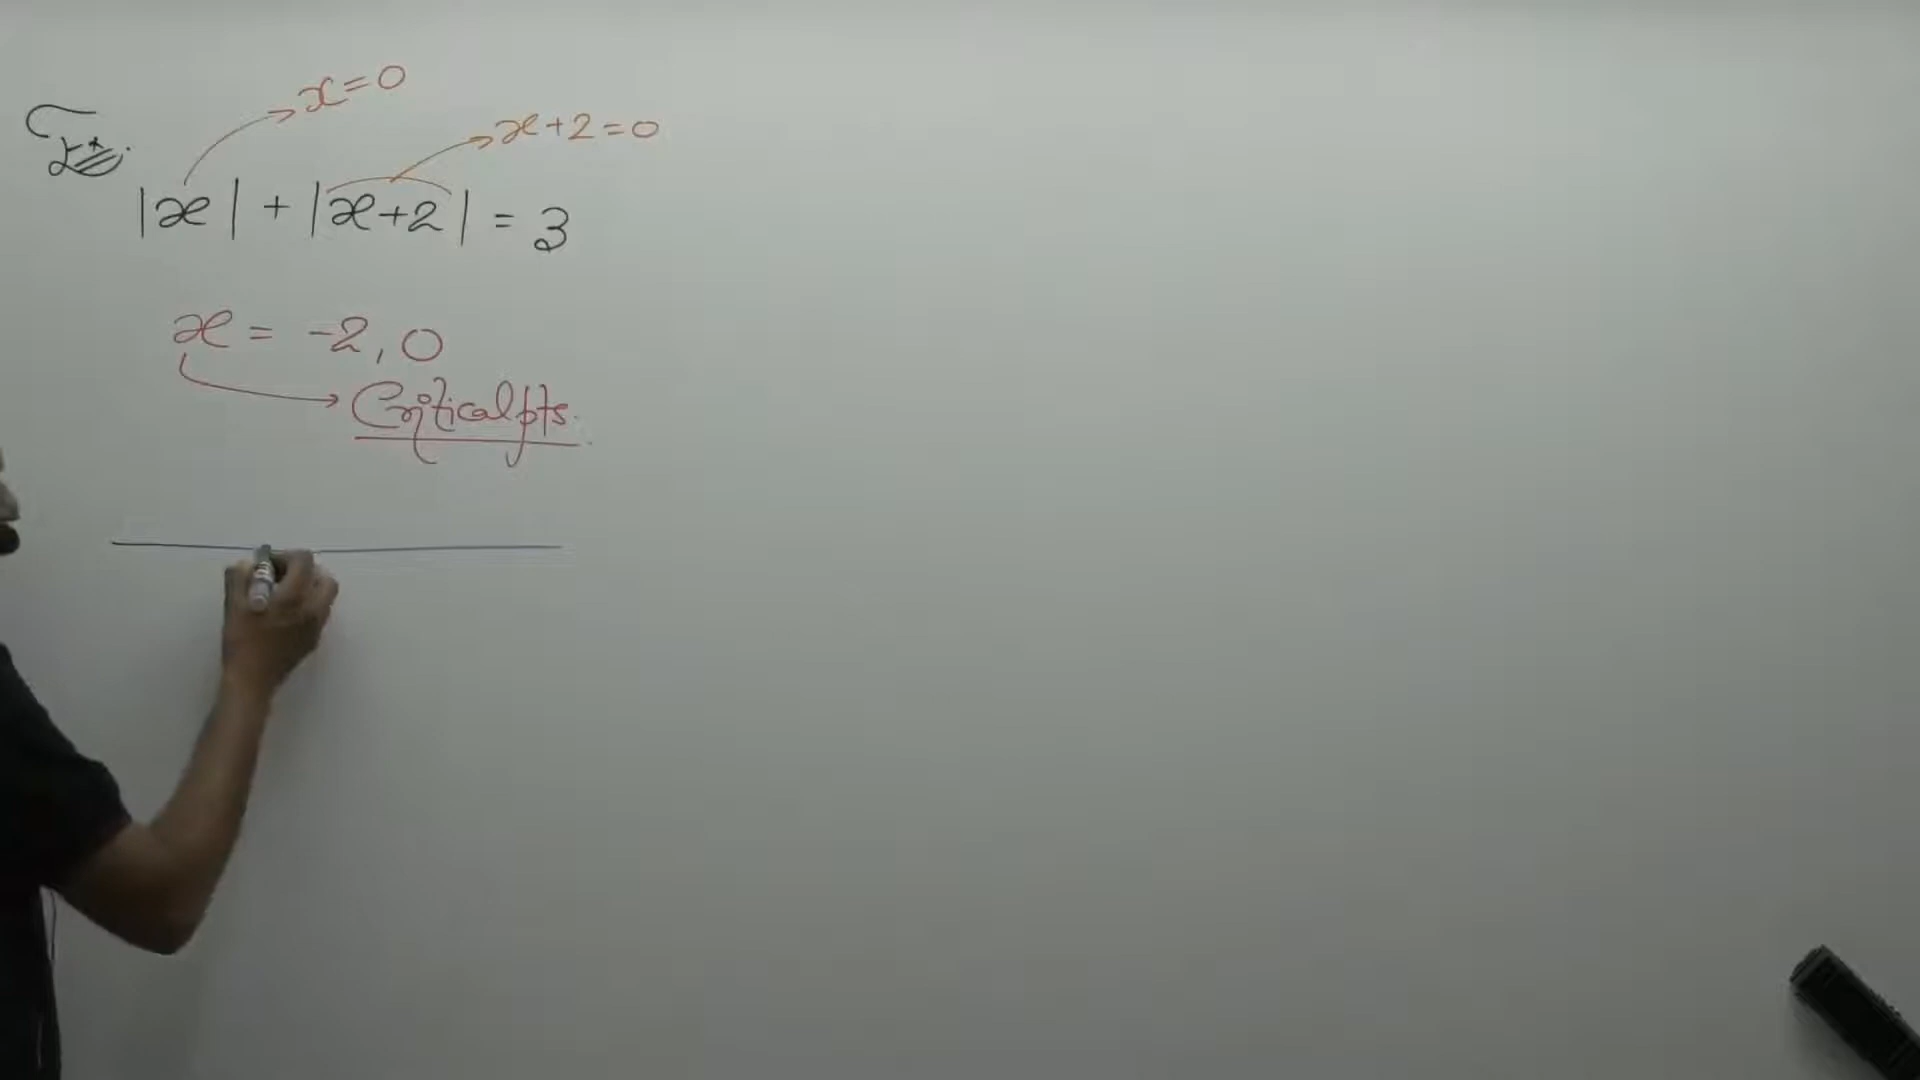 x=0
x+2=0
Ex.
|x| + |x+2| = 3
x = -2, 0
Critical pts.